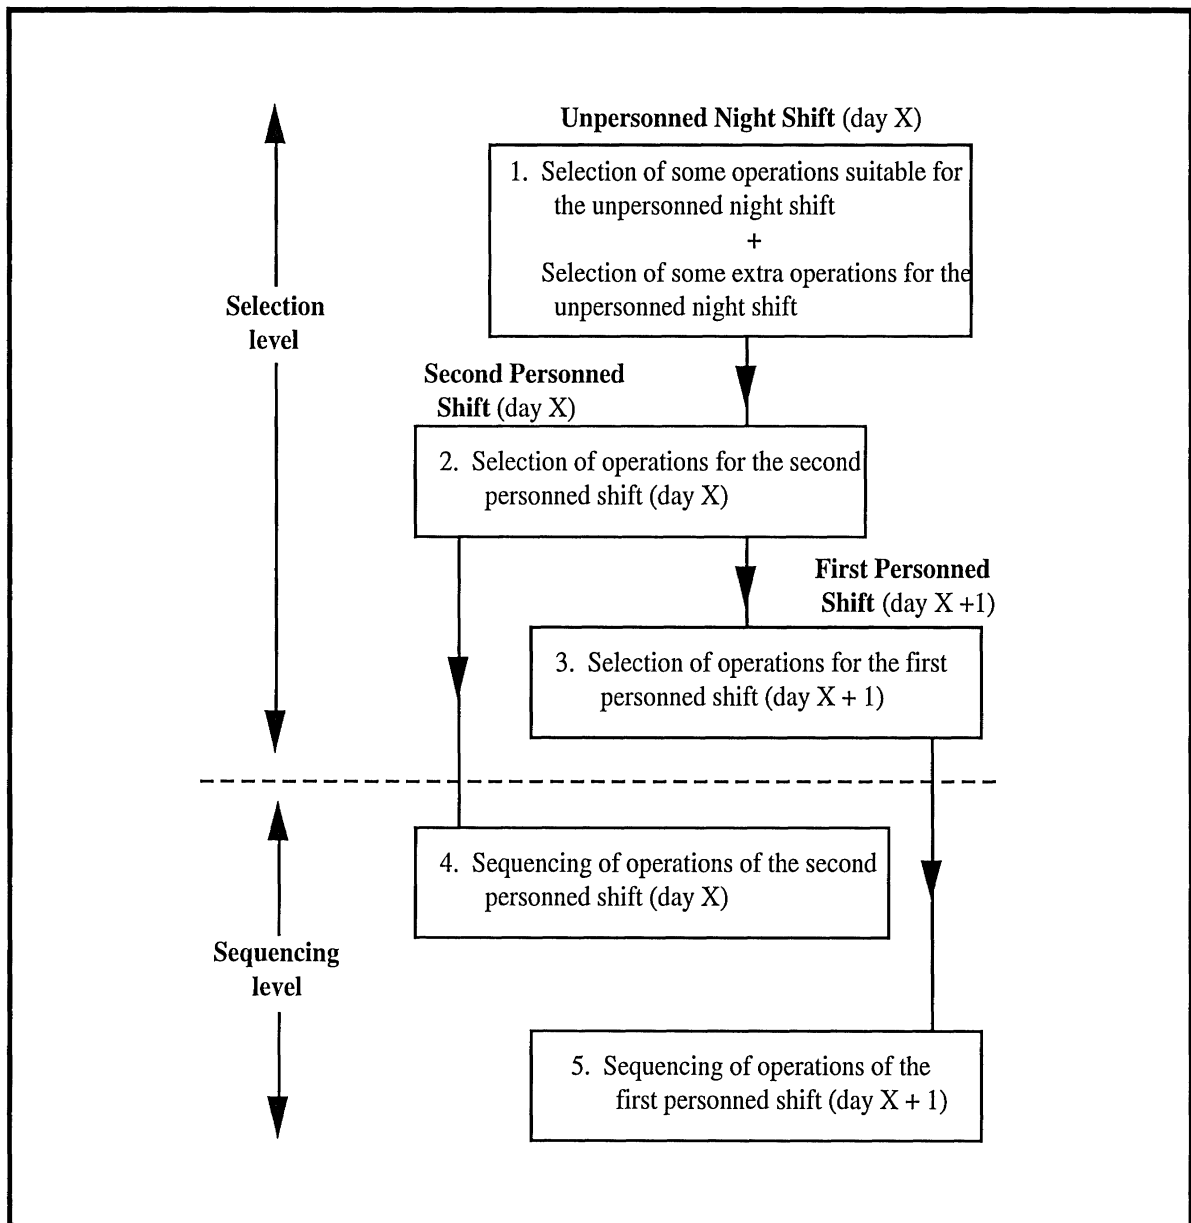 Unpersonned Night Shift (day X)
1. Selection of some operations suitable for
the unpersonned night shift
+
Selection of some extra operations for the
unpersonned night shift
Selection
level
Second Personned
Shift (day X)
2. Selection of operations for the second
personned shift (day X)
First Personned
Shift (day X +1)
3. Selection of operations for the first
personned shift (day X + 1)
4. Sequencing of operations of the second
personned shift (day X)
Sequencing
level
5. Sequencing of operations of the
first personned shift (day X + 1)